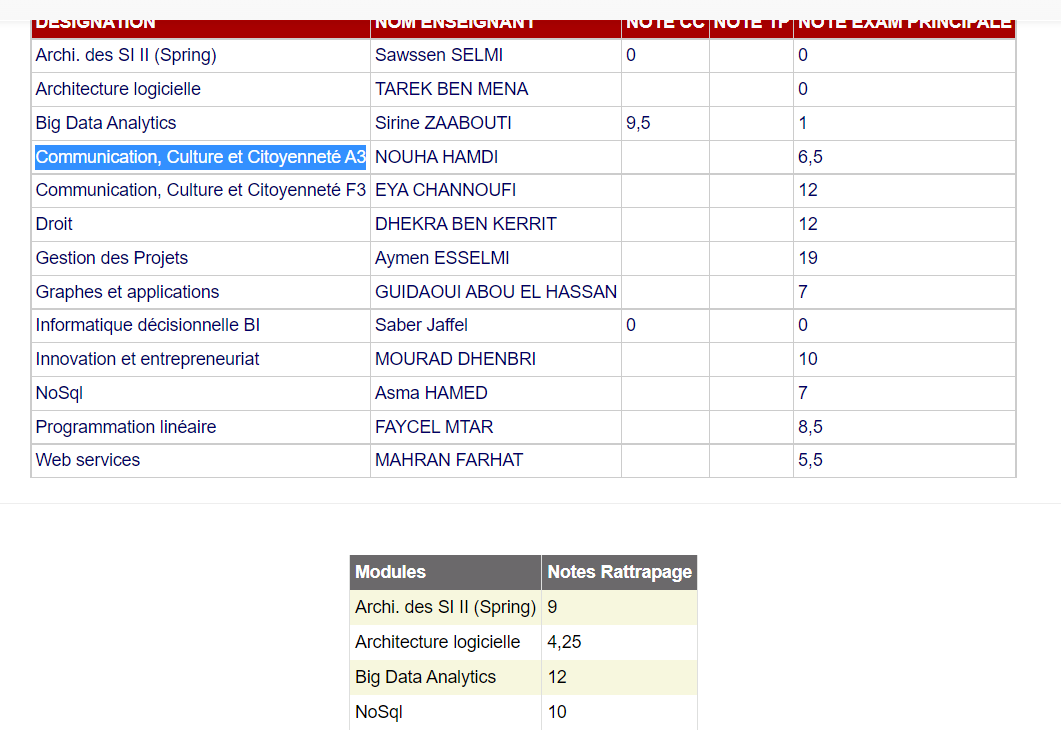 DÉSIGNATION NOM ENSEIGNANT NOTE CC NOTE TP NOTE EXAM PRINCIPALE
Archi. des SI II (Spring) Sawssen SELMI 0 0
Architecture logicielle TAREK BEN MENA 0
Big Data Analytics Sirine ZAABOUTI 9,5 1
Communication, Culture et Citoyenneté A3 NOUHA HAMDI 6,5
Communication, Culture et Citoyenneté F3 EYA CHANNOUFI 12
Droit DHEKRA BEN KERRIT 12
Gestion des Projets Aymen ESSELMI 19
Graphes et applications GUIDAOUI ABOU EL HASSAN 7
Informatique décisionnelle BI Saber Jaffel 0 0
Innovation et entrepreneuriat MOURAD DHENBRI 10
NoSql Asma HAMED 7
Programmation linéaire FAYCEL MTAR 8,5
Web services MAHRAN FARHAT 5,5
Modules Notes Rattrapage
Archi. des SI II (Spring) 9
Architecture logicielle 4,25
Big Data Analytics 12
NoSql 10